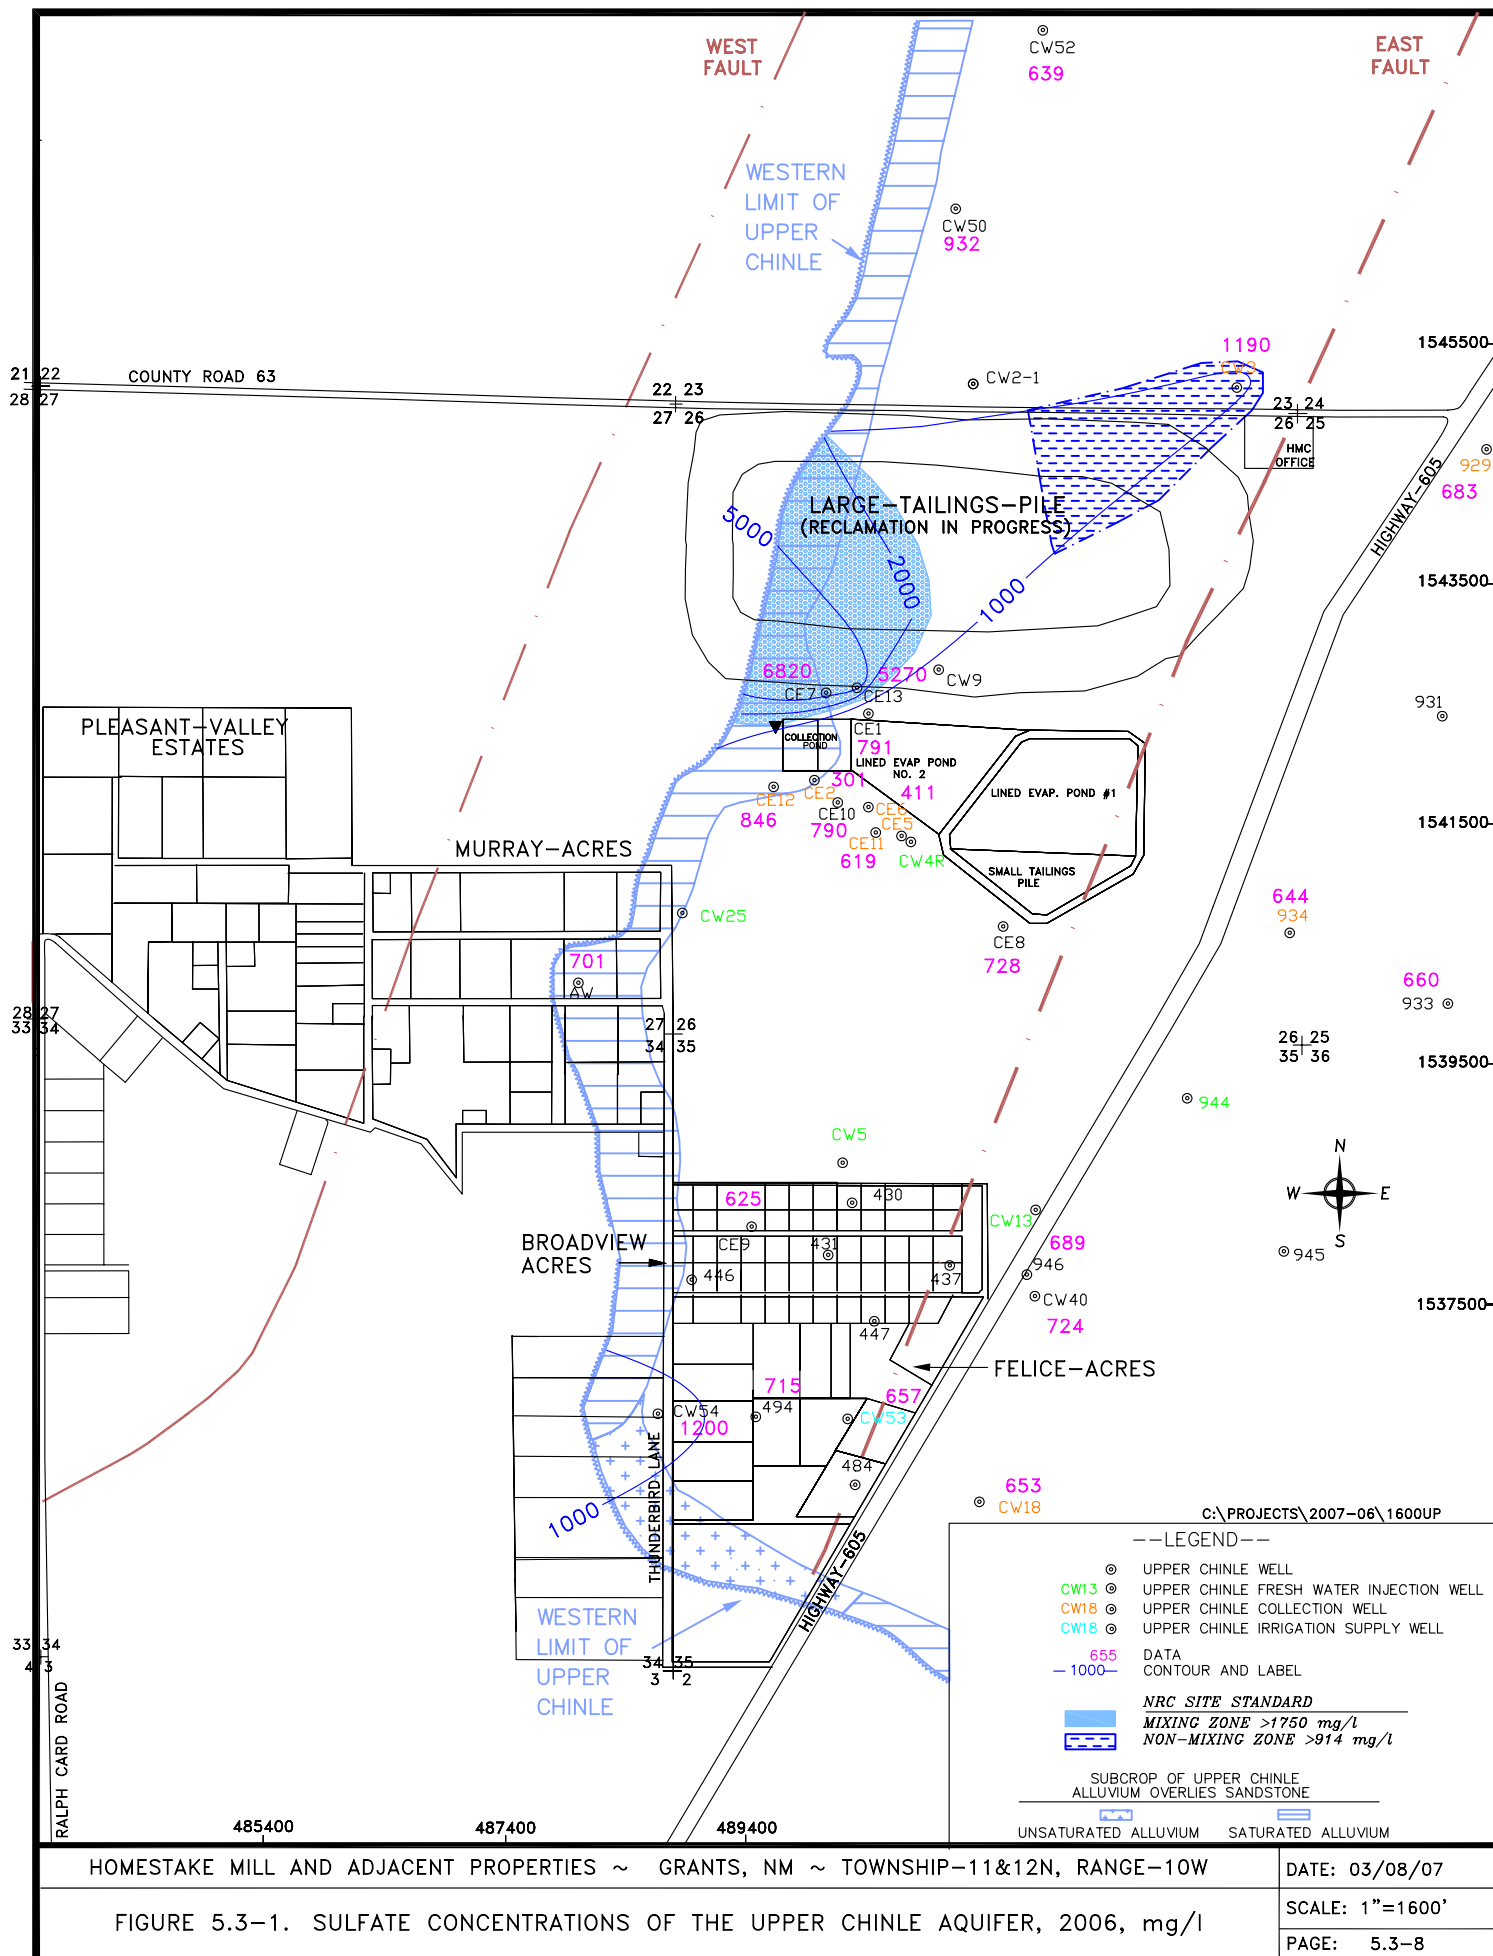 WEST
FAULT
EAST
FAULT
CW52
639
WESTERN
LIMIT OF
UPPER
CHINLE
CW50
932
1190
CW3
1545500
21 22
28 27
COUNTY ROAD 63
22 23
27 26
CW2-1
23 24
26 25
HMC
OFFICE
929
683
HIGHWAY-605
LARGE-TAILINGS-PILE
(RECLAMATION IN PROGRESS)
5000
2000
1000
1543500
6820
5270
CE7
CE13
CW9
931
PLEASANT-VALLEY
ESTATES
COLLECTION
POND
CE1
791
LINED EVAP POND
NO. 2
301
411
LINED EVAP. POND #1
CE12
CE2
CE10
CE6
CE5
846
790
CE11
619
CW4R
1541500
MURRAY-ACRES
SMALL TAILINGS
PILE
644
934
CW25
CE8
728
701
AW
660
933
28 27
33 34
27 26
34 35
26 25
35 36
1539500
944
CW5
N
W E
S
625
430
CW13
689
CE9
431
BROADVIEW
ACRES
446
437
946
945
CW40
724
1537500
447
FELICE-ACRES
715
657
CW54
494
CW53
1200
THUNDERBIRD LANE
484
653
CW18
1000
HIGHWAY-605
WESTERN
LIMIT OF
UPPER
CHINLE
33 34
4 3
34 35
3 2
RALPH CARD ROAD
C:\PROJECTS\2007-06\1600UP
--LEGEND--
UPPER CHINLE WELL
CW13 UPPER CHINLE FRESH WATER INJECTION WELL
CW18 UPPER CHINLE COLLECTION WELL
CW18 UPPER CHINLE IRRIGATION SUPPLY WELL
655 DATA
1000 CONTOUR AND LABEL
NRC SITE STANDARD
MIXING ZONE >1750 mg/l
NON-MIXING ZONE >914 mg/l
SUBCROP OF UPPER CHINLE
ALLUVIUM OVERLIES SANDSTONE
UNSATURATED ALLUVIUM SATURATED ALLUVIUM
485400
487400
489400
HOMESTAKE MILL AND ADJACENT PROPERTIES ~ GRANTS, NM ~ TOWNSHIP-11&12N, RANGE-10W
DATE: 03/08/07
FIGURE 5.3-1. SULFATE CONCENTRATIONS OF THE UPPER CHINLE AQUIFER, 2006, mg/l
SCALE: 1"=1600'
PAGE: 5.3-8